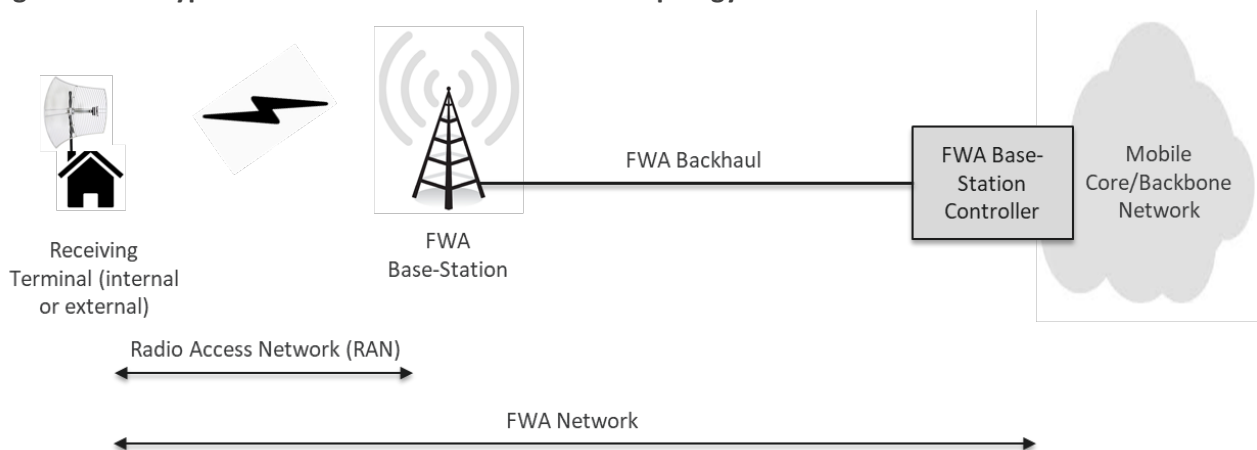 FWA Backhaul
FWA Base-
Station
Controller
Mobile
Core/Backbone
Network
Receiving
Terminal (internal
or external)
FWA
Base-Station
Radio Access Network (RAN)
FWA Network